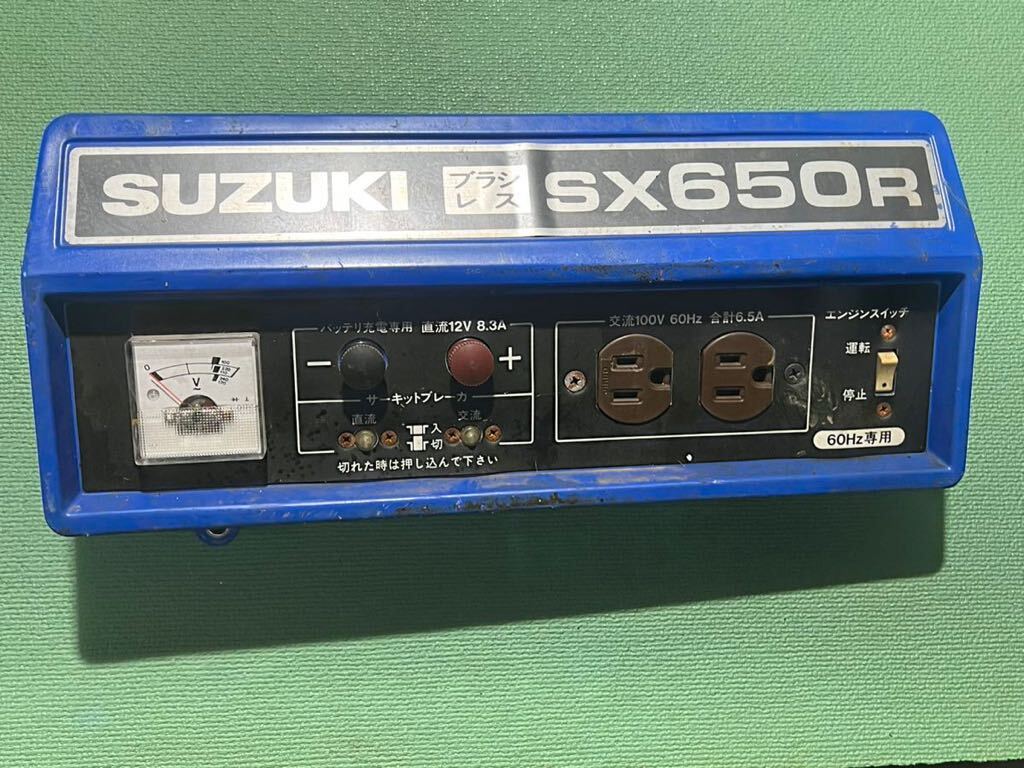 SUZUKI ブラシレス SX650R
0
V
バッテリ充電専用 直流12V 8.3A
− +
サーキットブレーカ
直流 交流
入
切
切れた時は押し込んで下さい
交流100V 60Hz 合計6.5A
エンジンスイッチ
運転
停止
60Hz専用